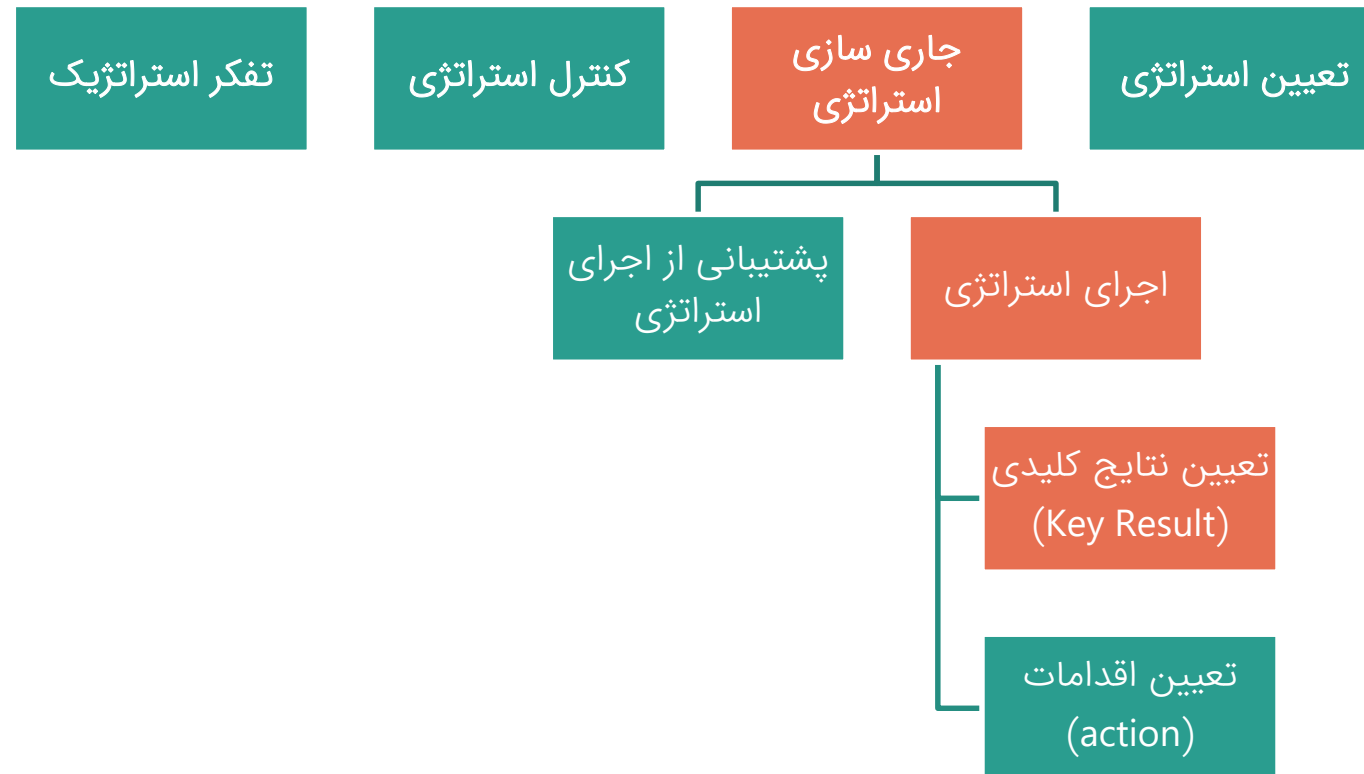 تعیین استراتژی
جاری سازی
استراتژی
کنترل استراتژی
تفکر استراتژیک
اجرای استراتژی
پشتیبانی از اجرای
استراتژی
تعیین نتایج کلیدی
(Key Result)
تعیین اقدامات
(action)